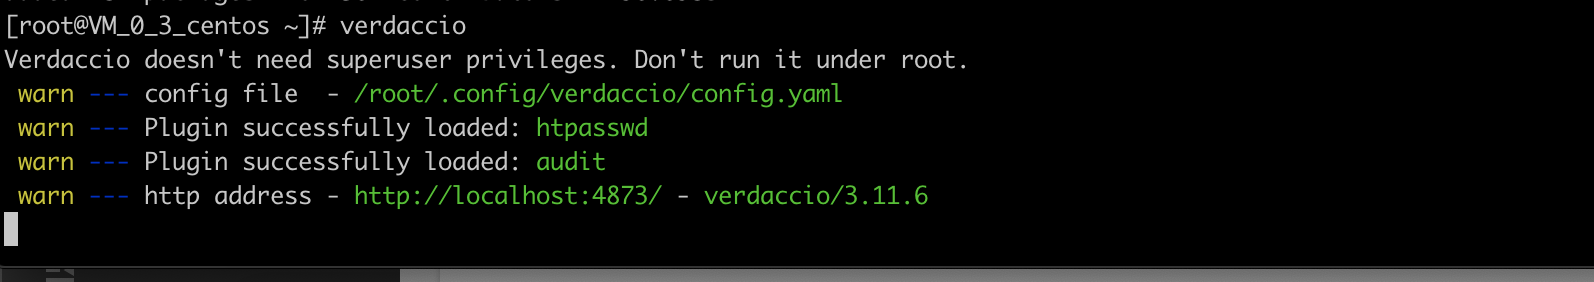 [root@VM_0_3_centos ~]# verdaccio
Verdaccio doesn't need superuser privileges. Don't run it under root.
 warn --- config file  - /root/.config/verdaccio/config.yaml
 warn --- Plugin successfully loaded: htpasswd
 warn --- Plugin successfully loaded: audit
 warn --- http address - http://localhost:4873/ - verdaccio/3.11.6